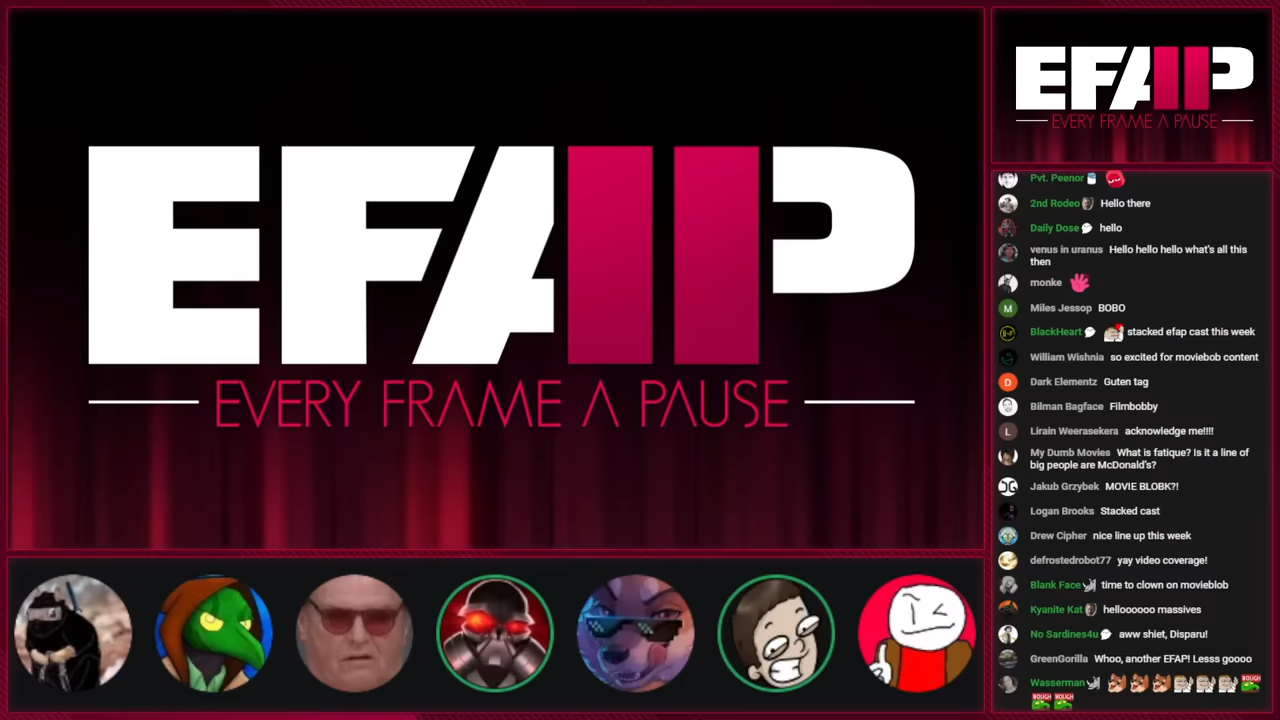 EFAP
EVERY FRAME A PAUSE
EFAP
EVERY FRAME A PAUSE
Pvt. Peenor
2nd Rodeo Hello there
Daily Dose hello
venus in uranus Hello hello hello what's all this
then
monke
M
Miles Jessop BOBO
BlackHeart stacked efap cast this week
William Wishnia so excited for moviebob content
D
Dark Elementz Guten tag
Bilman Bagface Filmbobby
L
Lirain Weerasekera acknowledge me!!!!
My Dumb Movies What is fatique? Is it a line of
big people are McDonald's?
Jakub Grzybek MOVIE BLOBK?!
Logan Brooks Stacked cast
Drew Cipher nice line up this week
defrostedrobot77 yay video coverage!
Blank Face time to clown on movieblob
Kyanite Kat helloooooo massives
No Sardines4u aww shiet, Disparu!
GreenGorilla Whoo, another EFAP! Lesss goooo
Wasserman ROUGH
ROUGH ROUGH